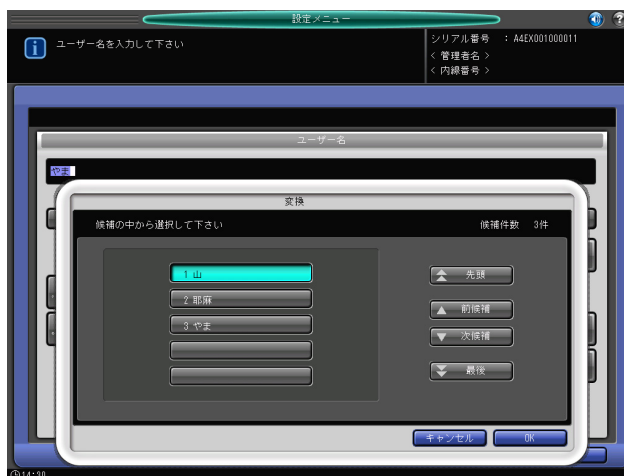 設定メニュー
ユーザー名を入力して下さい
シリアル番号 : A4EX001000011
< 管理者名 >
< 内線番号 >
ユーザー名
やま
変換
候補の中から選択して下さい
候補件数 3件
1 山
2 耶麻
3 やま
先頭
前候補
次候補
最後
キャンセル
OK
14:20